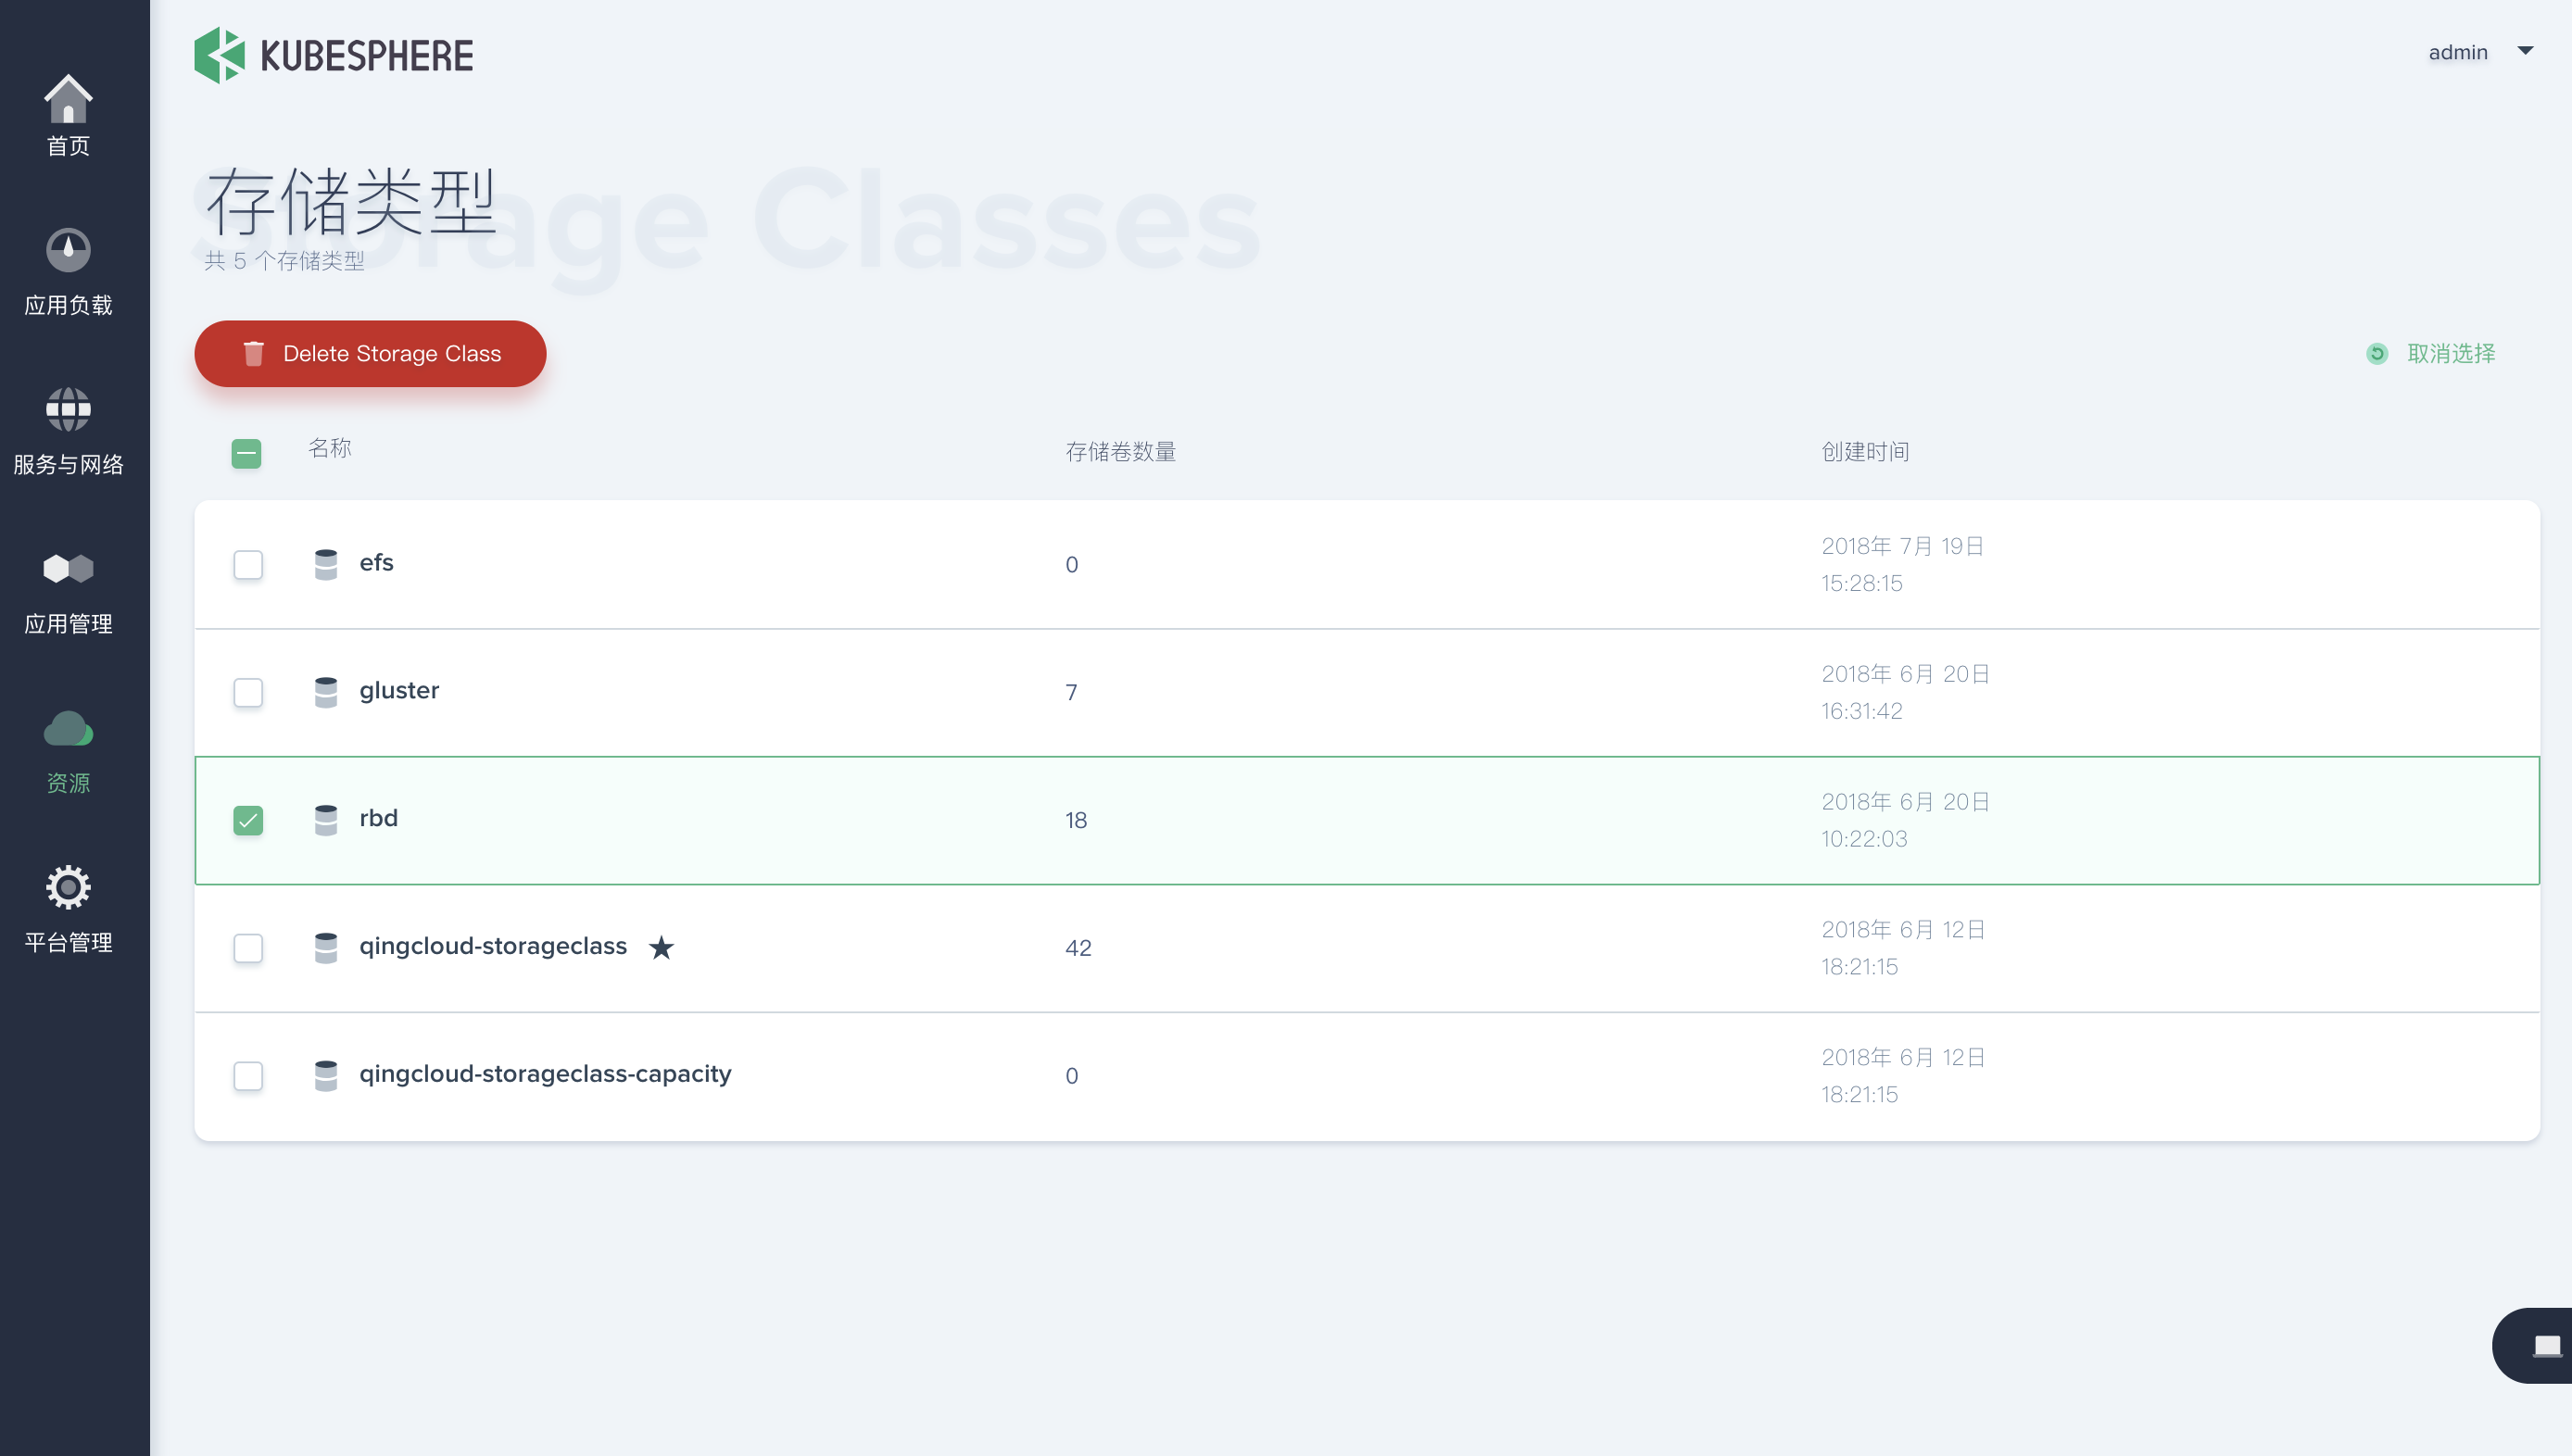 KUBESPHERE
admin
首页
应用负载
服务与网络
应用管理
资源
平台管理
Storage Classes
存储类型
共 5 个存储类型
Delete Storage Class
取消选择
名称 存储卷数量 创建时间
efs 0 2018年 7月 19日
15:28:15
gluster 7 2018年 6月 20日
16:31:42
rbd 18 2018年 6月 20日
10:22:03
qingcloud-storageclass ★ 42 2018年 6月 12日
18:21:15
qingcloud-storageclass-capacity 0 2018年 6月 12日
18:21:15